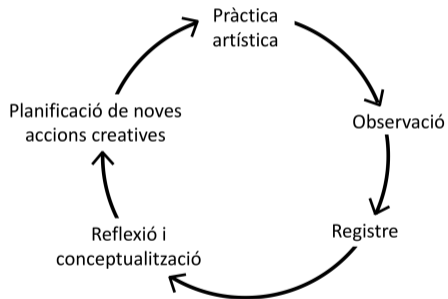 Pràctica
artística
Observació
Registre
Reflexió i
conceptualització
Planificació de noves
accions creatives